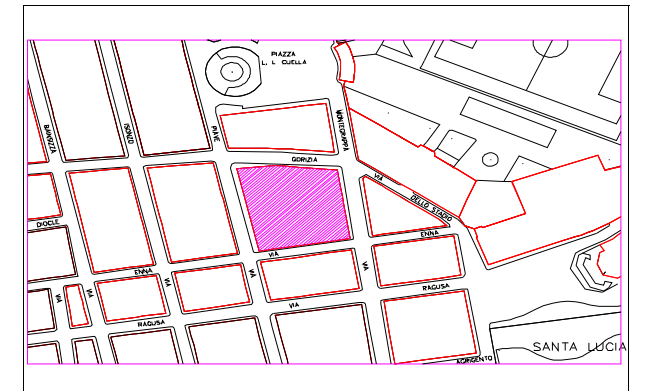 PIAZZA
L. L CUELLA
BAINSIZZA
ISONZO
PIAVE
MONTEGRAPPA
GORIZIA
VIA
DELLO STADIO
DIOCLE
ENNA
VIA
ENNA
VIA
VIA
VIA
VIA
VIA
RAGUSA
VIA
RAGUSA
SANTA LUCIA
AGRIGENTO